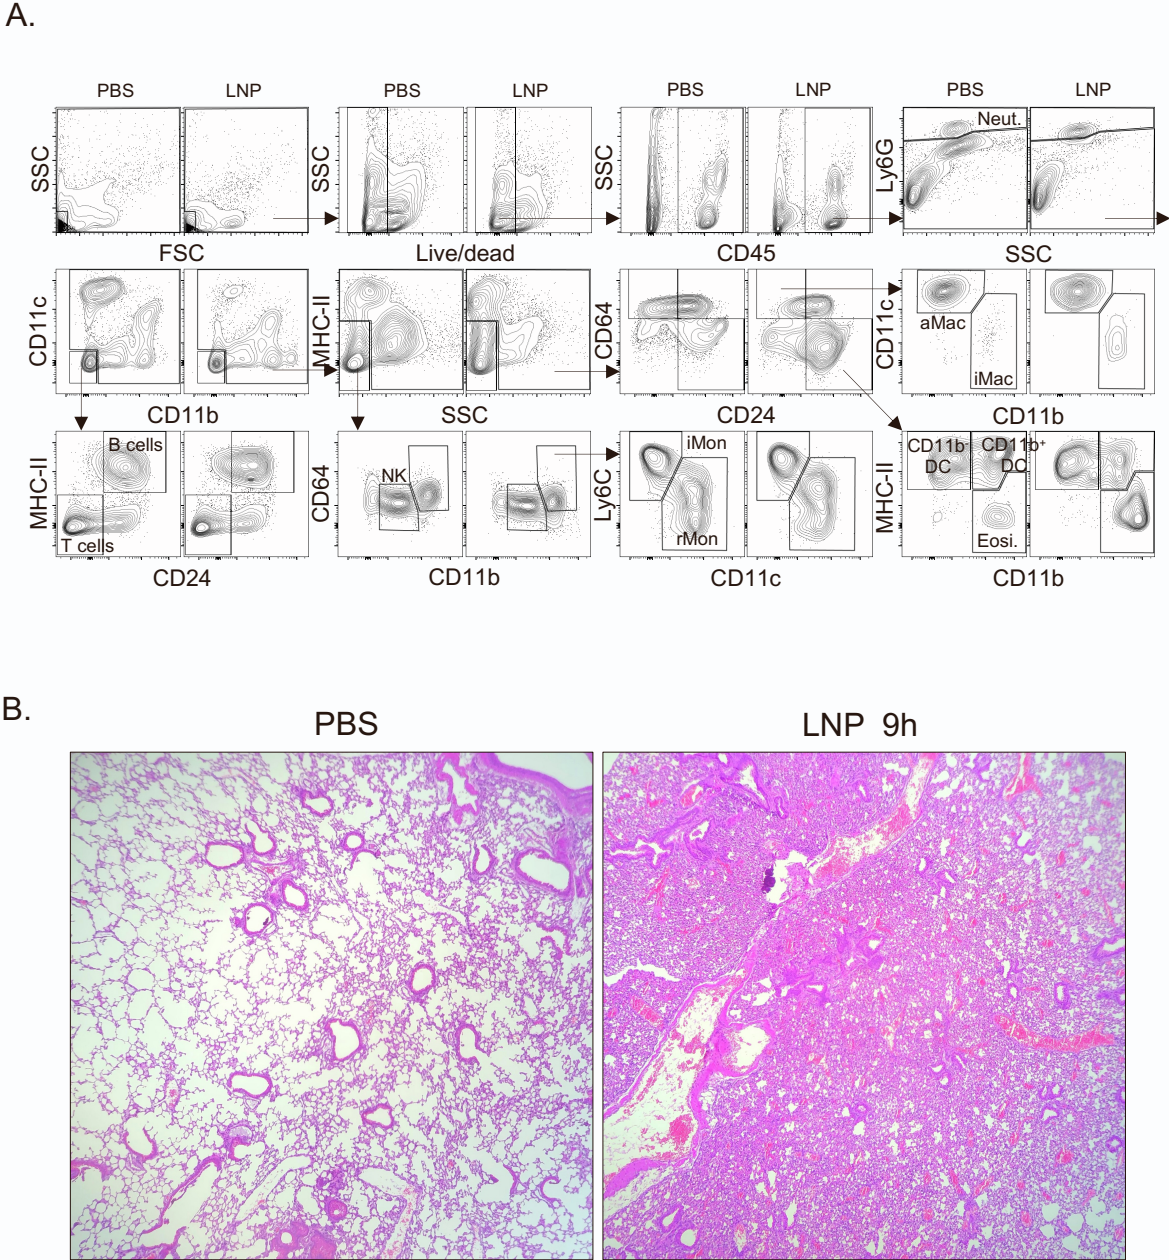 A.
PBS LNP PBS LNP PBS LNP PBS LNP
SSC SSC SSC Ly6G Neut.
FSC Live/dead CD45 SSC
CD11c MHC-II CD64 CD11c aMac iMac
CD11b SSC CD24 CD11b
MHC-II B cells T cells CD64 NK Ly6C iMon rMon MHC-II CD11b⁻ DC CD11b⁺ DC Eosi.
CD24 CD11b CD11c CD11b
B.
PBS LNP 9h